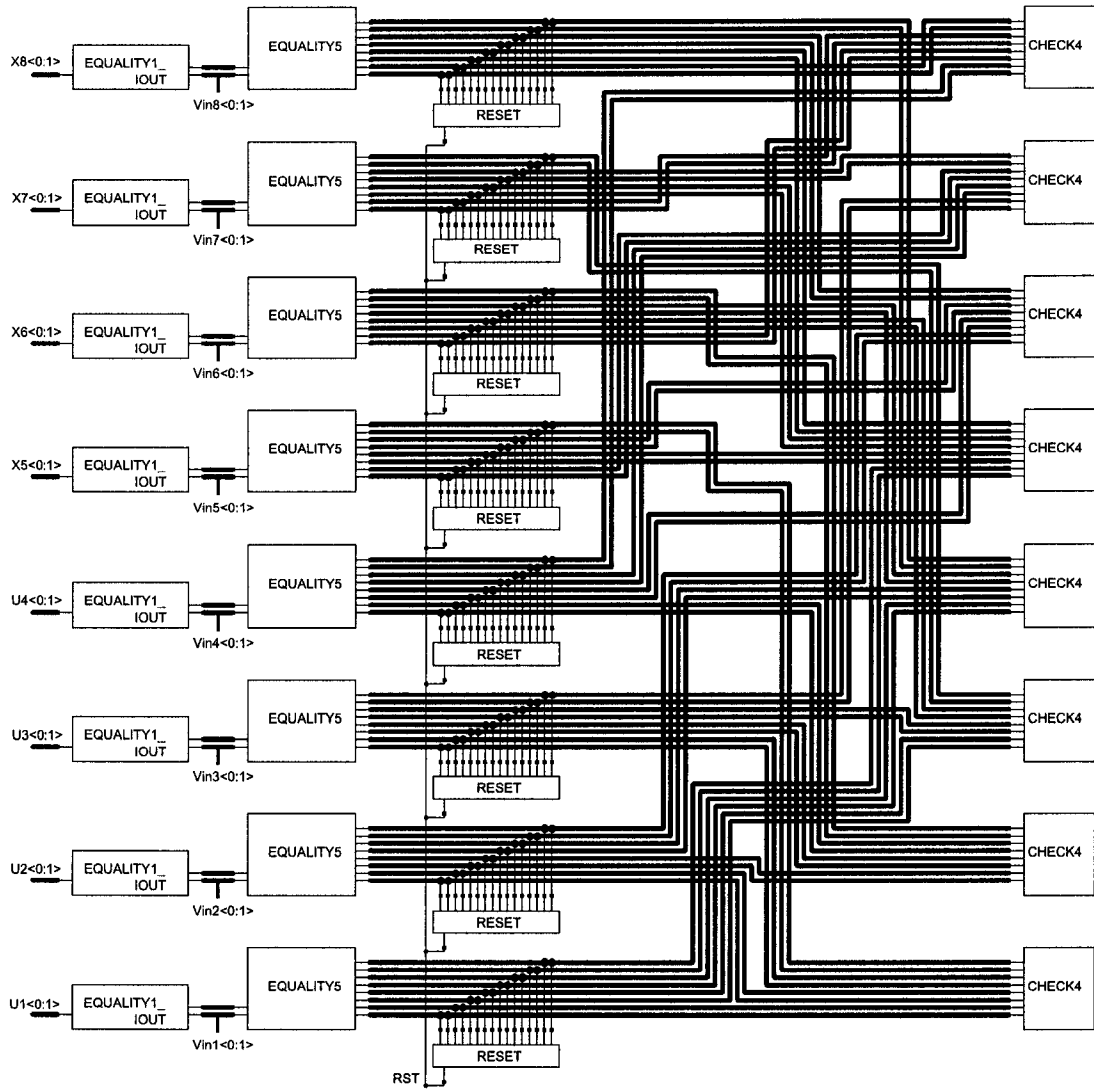 EQUALITY5
CHECK4
X8<0:1>
EQUALITY1_
IOUT
Vin8<0:1>
RESET
EQUALITY5
CHECK4
X7<0:1>
EQUALITY1_
IOUT
Vin7<0:1>
RESET
EQUALITY5
CHECK4
X6<0:1>
EQUALITY1_
IOUT
Vin6<0:1>
RESET
EQUALITY5
CHECK4
X5<0:1>
EQUALITY1_
IOUT
Vin5<0:1>
RESET
EQUALITY5
CHECK4
U4<0:1>
EQUALITY1_
IOUT
Vin4<0:1>
RESET
EQUALITY5
CHECK4
U3<0:1>
EQUALITY1_
IOUT
Vin3<0:1>
RESET
EQUALITY5
CHECK4
U2<0:1>
EQUALITY1_
IOUT
Vin2<0:1>
RESET
EQUALITY5
CHECK4
U1<0:1>
EQUALITY1_
IOUT
Vin1<0:1>
RESET
RST